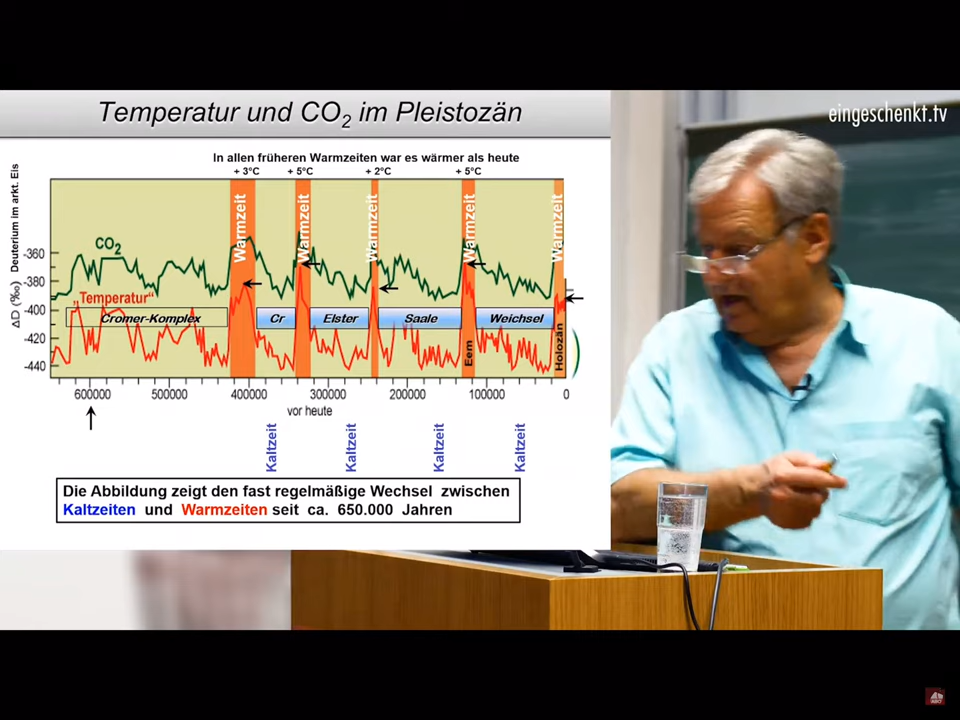 Temperatur und CO₂ im Pleistozän
eingeschenkt.tv
In allen früheren Warmzeiten war es wärmer als heute
+ 3°C + 5°C + 2°C + 5°C
Warmzeit Warmzeit Warmzeit Warmzeit Warmzeit
ΔD (‰) Deuterium im arkt. Eis
CO₂
-360
-380
-400
-420
-440
„Temperatur“
Cromer-Komplex Cr Elster Saale Weichsel
Eem Holozän
600000 500000 400000 300000 200000 100000 0
vor heute
Kaltzeit Kaltzeit Kaltzeit Kaltzeit
Die Abbildung zeigt den fast regelmäßige Wechsel zwischen
Kaltzeiten und Warmzeiten seit ca. 650.000 Jahren